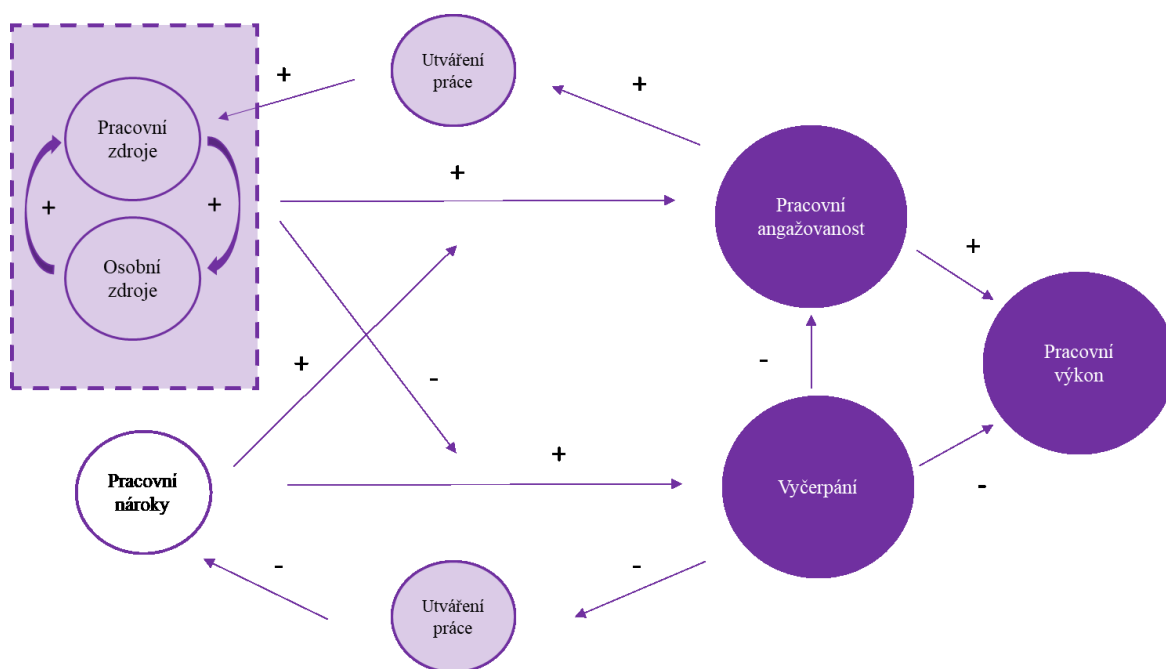 Utváření
práce
+
+
Pracovní
zdroje
+
+
+
Osobní
zdroje
Pracovní
angažovanost
+
Pracovní
výkon
+
-
-
Pracovní
nároky
+
Vyčerpání
-
-
-
Utváření
práce